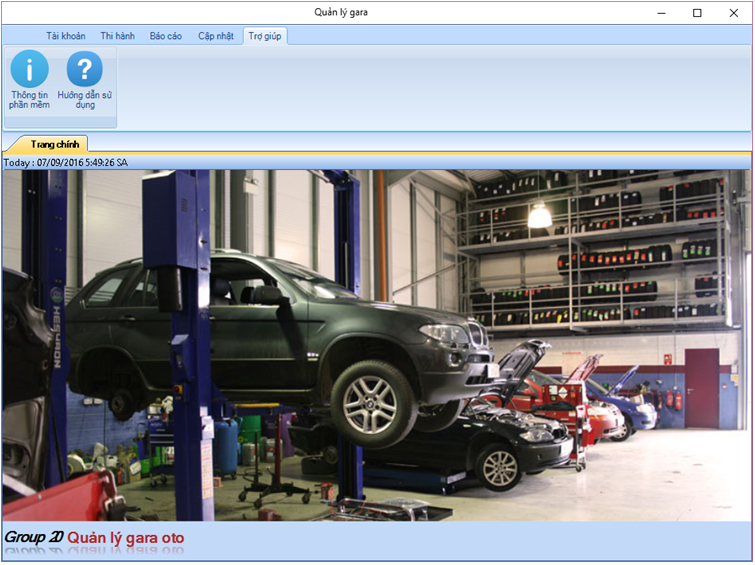 Quản lý gara
Tài khoản Thi hành Báo cáo Cập nhật Trợ giúp
Thông tin phần mềm
Hướng dẫn sử dụng
Trang chính
Today : 07/09/2016 5:49:26 SA
HESVRON
Group 20 Quản lý gara oto